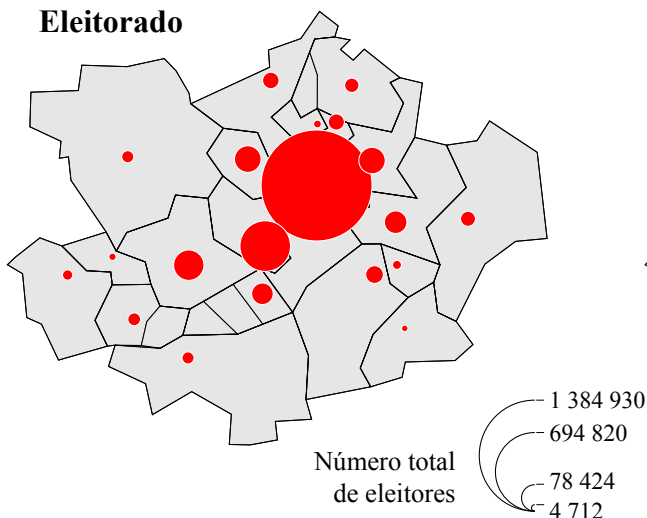 Eleitorado
1 384 930
694 820
78 424
4 712
Número total
de eleitores